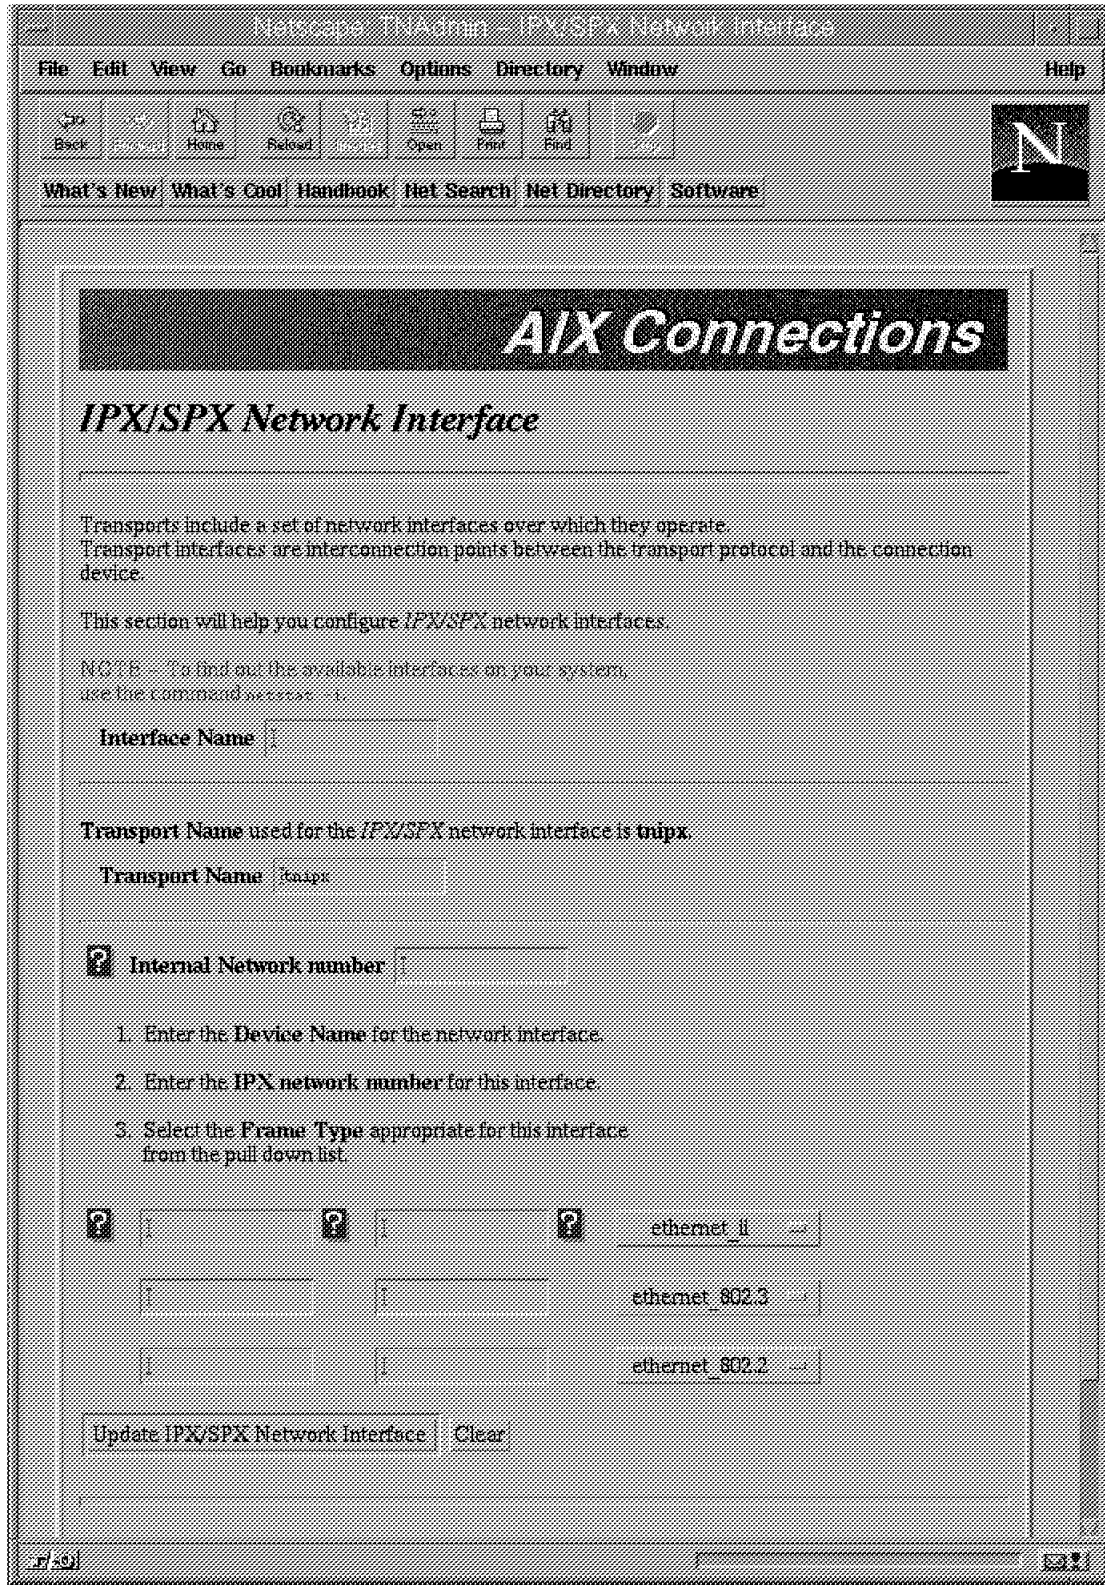 Netscape: TNAdmin - IPX/SPX Network Interface
File Edit View Go Bookmarks Options Directory Window Help
Back Forward Home Reload Images Open Print Find Stop
N
What's New What's Cool Handbook Net Search Net Directory Software
AIX Connections
IPX/SPX Network Interface
Transports include a set of network interfaces over which they operate.
Transport interfaces are interconnection points between the transport protocol and the connection
device.
This section will help you configure IPX/SPX network interfaces.
NOTE - To find out the available interfaces on your system,
use the command netstat -i.
Interface Name
Transport Name used for the IPX/SPX network interface is tnipx.
Transport Name tnipx
? Internal Network number
1. Enter the Device Name for the network interface.
2. Enter the IPX network number for this interface.
3. Select the Frame Type appropriate for this interface
from the pull down list.
? ? ? ethernet_ii
ethernet_802.3
ethernet_802.2
Update IPX/SPX Network Interface Clear